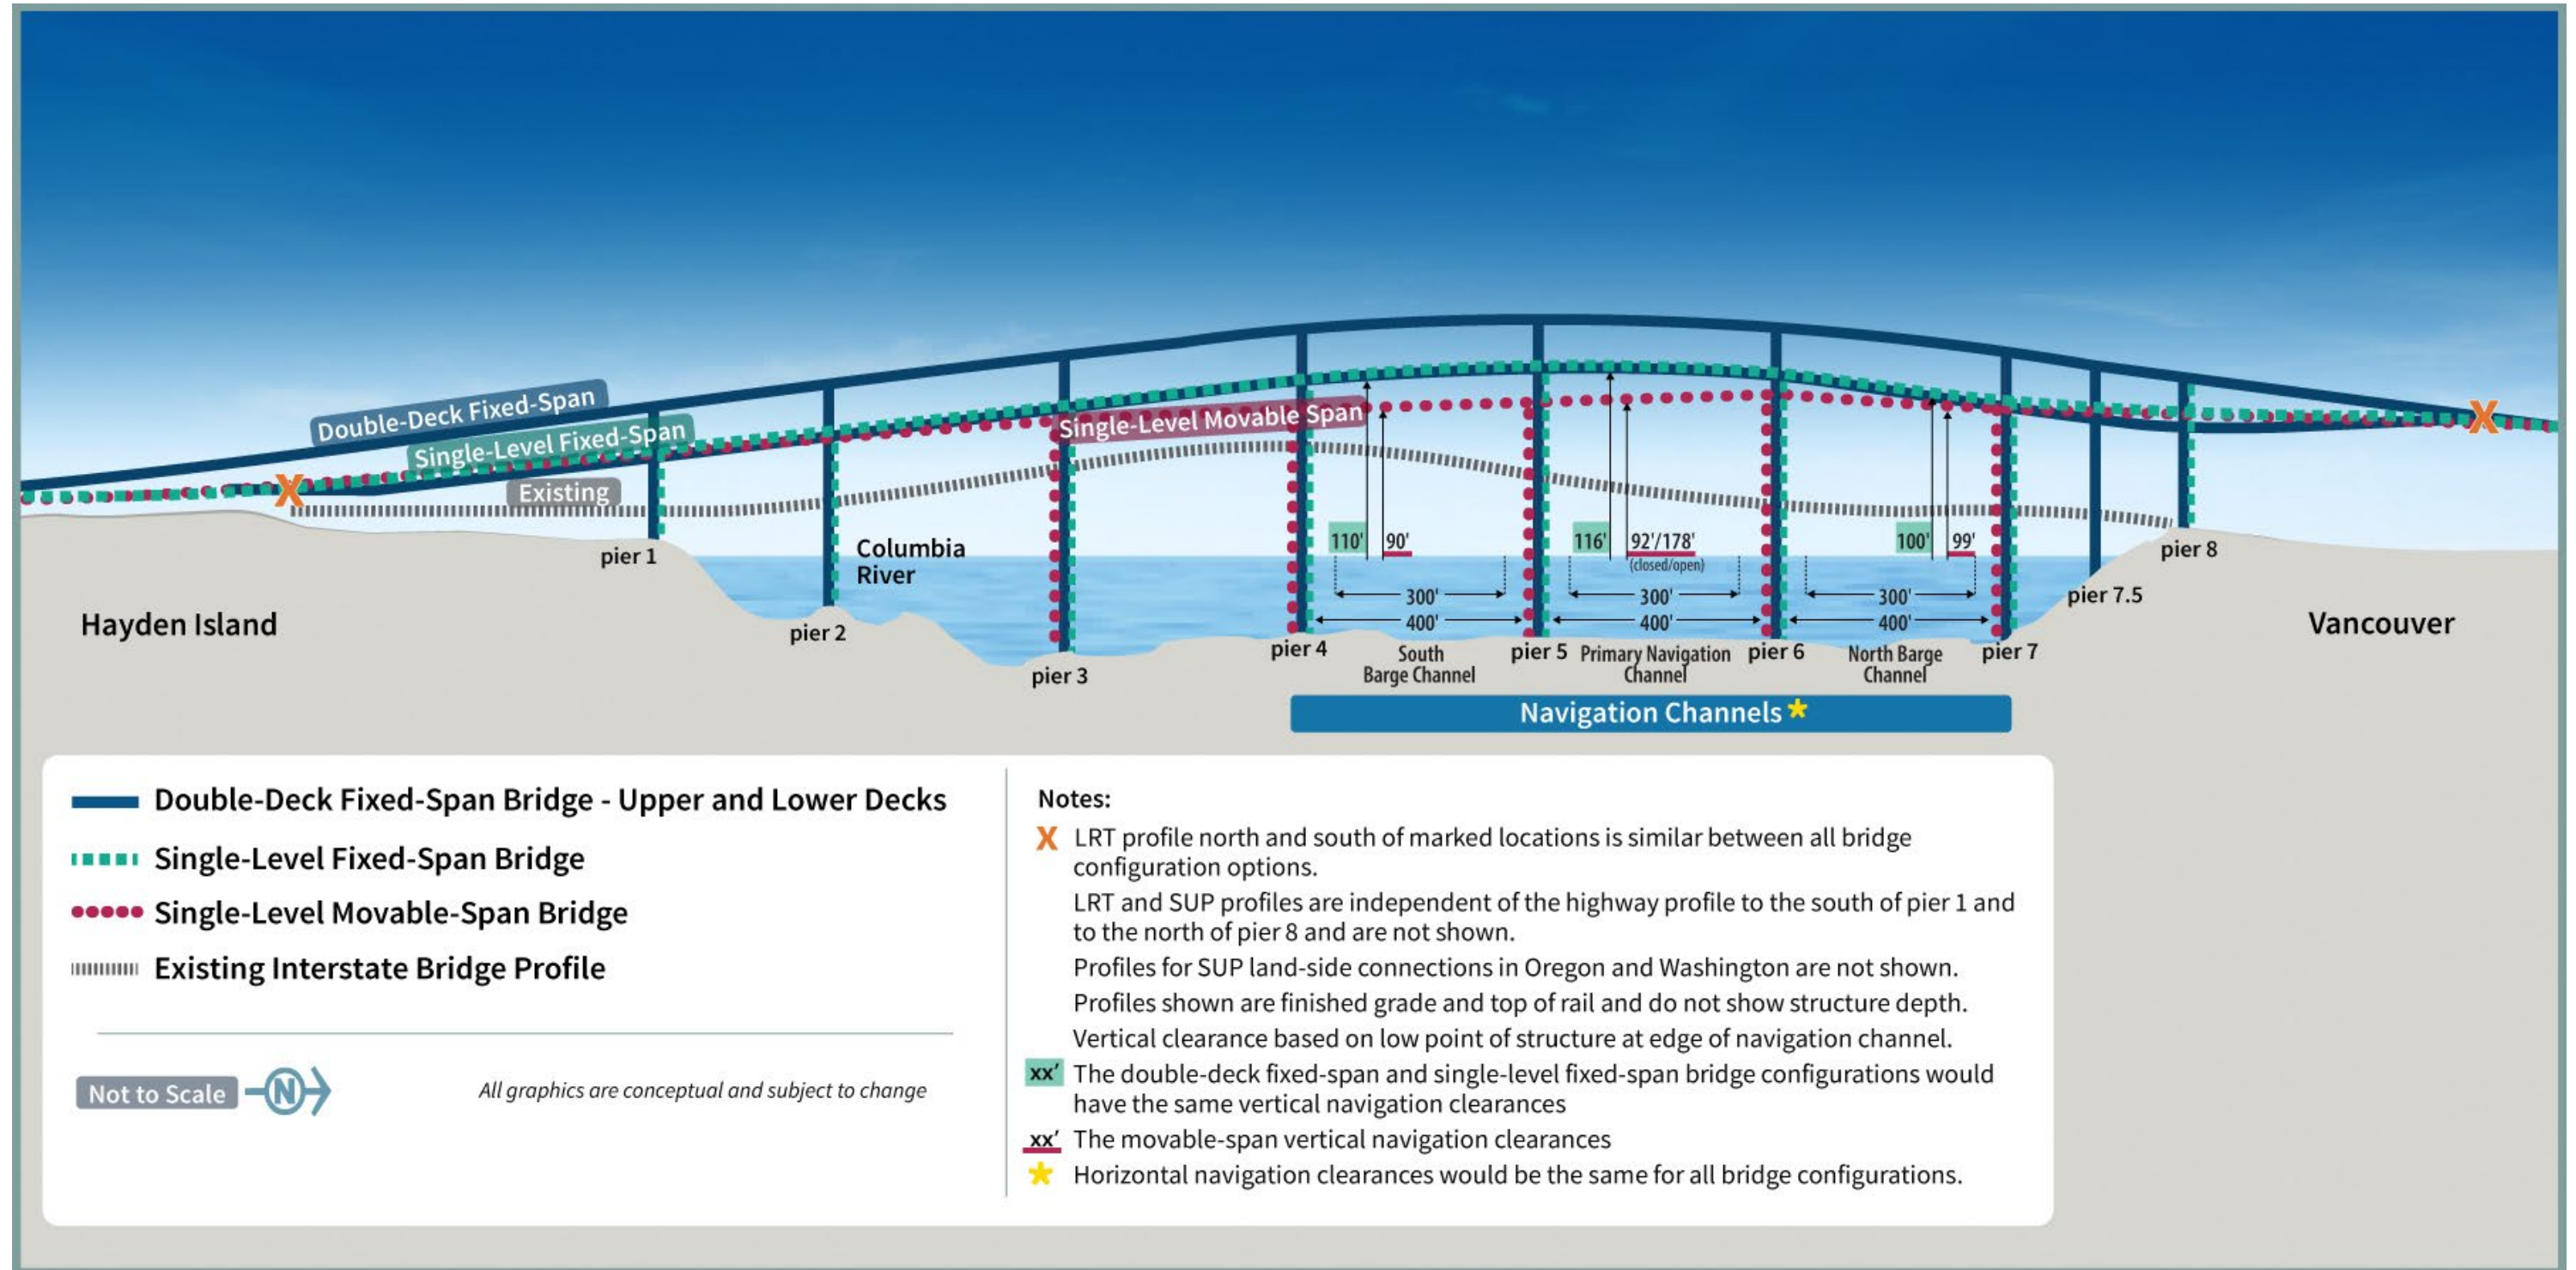 Double-Deck Fixed-Span
Single-Level Fixed-Span
Single-Level Movable Span
Existing
X
X
110'
90'
116'
92'/178'
(closed/open)
100'
99'
Columbia
River
Hayden Island
Vancouver
300'
300'
300'
400'
400'
400'
pier 1
pier 2
pier 3
pier 4
pier 5
pier 6
pier 7
pier 7.5
pier 8
South
Barge Channel
Primary Navigation
Channel
North Barge
Channel
Navigation Channels
Double-Deck Fixed-Span Bridge - Upper and Lower Decks
Single-Level Fixed-Span Bridge
Single-Level Movable-Span Bridge
Existing Interstate Bridge Profile
Not to Scale
N
All graphics are conceptual and subject to change
Notes:
X LRT profile north and south of marked locations is similar between all bridge
configuration options.
LRT and SUP profiles are independent of the highway profile to the south of pier 1 and
to the north of pier 8 and are not shown.
Profiles for SUP land-side connections in Oregon and Washington are not shown.
Profiles shown are finished grade and top of rail and do not show structure depth.
Vertical clearance based on low point of structure at edge of navigation channel.
xx' The double-deck fixed-span and single-level fixed-span bridge configurations would
have the same vertical navigation clearances
xx' The movable-span vertical navigation clearances
Horizontal navigation clearances would be the same for all bridge configurations.